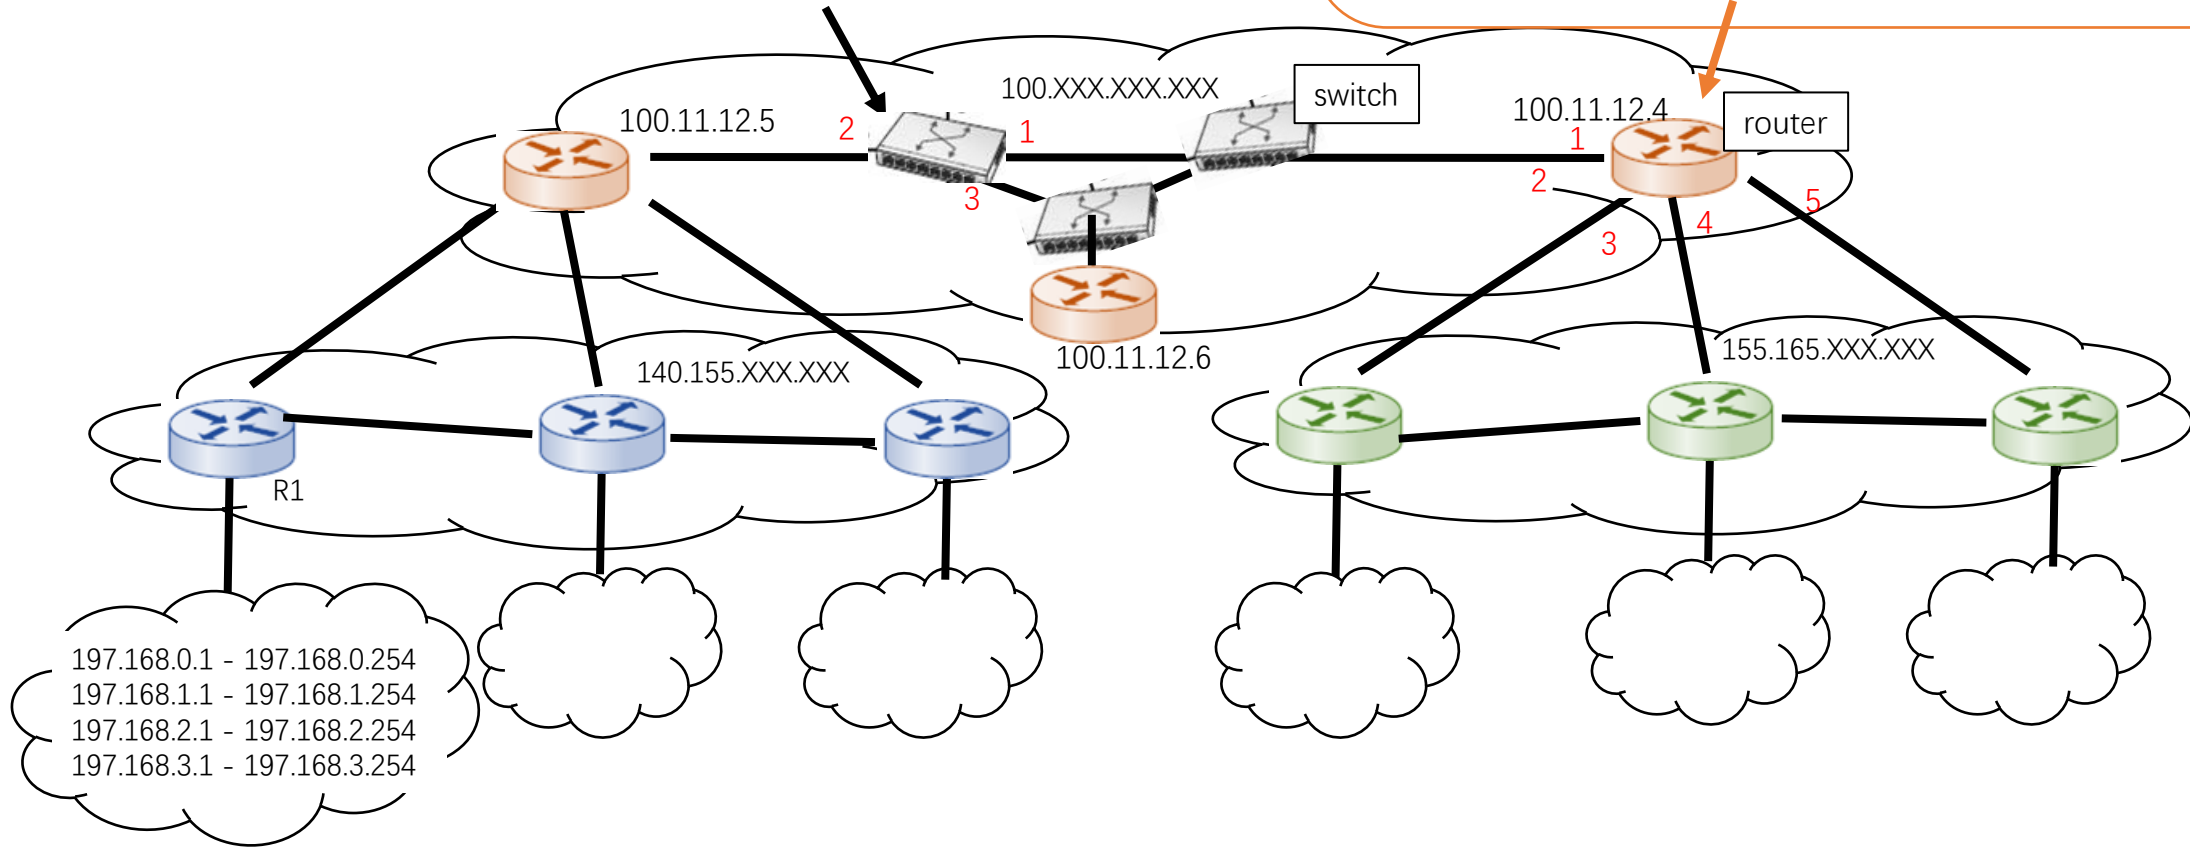 100.XXX.XXX.XXX
switch
100.11.12.5
2
1
3
100.11.12.4
router
1
2
3
4
5
100.11.12.6
140.155.XXX.XXX
155.165.XXX.XXX
R1
197.168.0.1 - 197.168.0.254
197.168.1.1 - 197.168.1.254
197.168.2.1 - 197.168.2.254
197.168.3.1 - 197.168.3.254